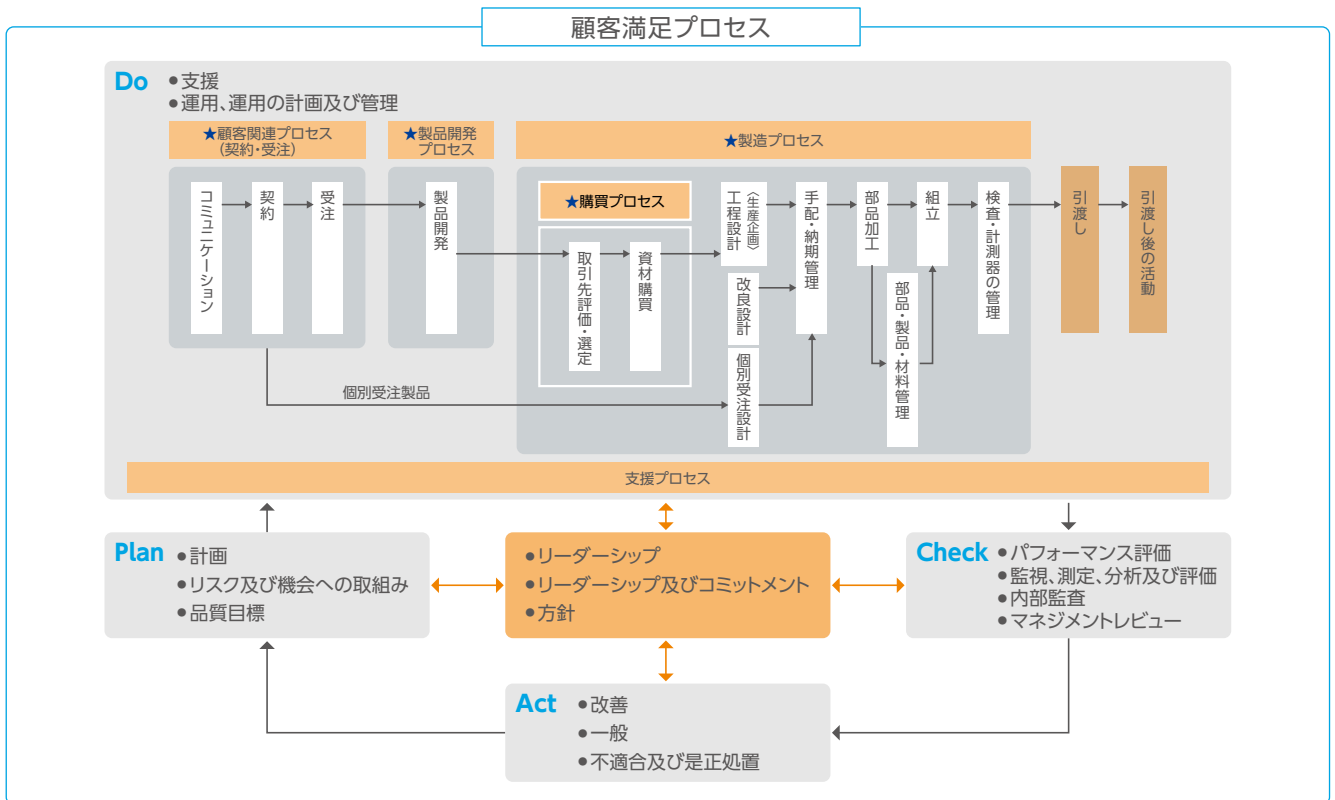 顧客満足プロセス
Do
●支援
●運用、運用の計画及び管理
★顧客関連プロセス
(契約・受注)
★製品開発
プロセス
★製造プロセス
コミュニケーション
契約
受注
製品開発
★購買プロセス
取引先評価・選定
資材購買
工程設計
〈生産企画〉
改良設計
個別受注設計
手配・納期管理
部品加工
部品・製品・材料管理
組立
検査・計測器の管理
引渡し
引渡し後の活動
個別受注製品
支援プロセス
Plan
●計画
●リスク及び機会への取組み
●品質目標
●リーダーシップ
●リーダーシップ及びコミットメント
●方針
Check
●パフォーマンス評価
●監視、測定、分析及び評価
●内部監査
●マネジメントレビュー
Act
●改善
●一般
●不適合及び是正処置